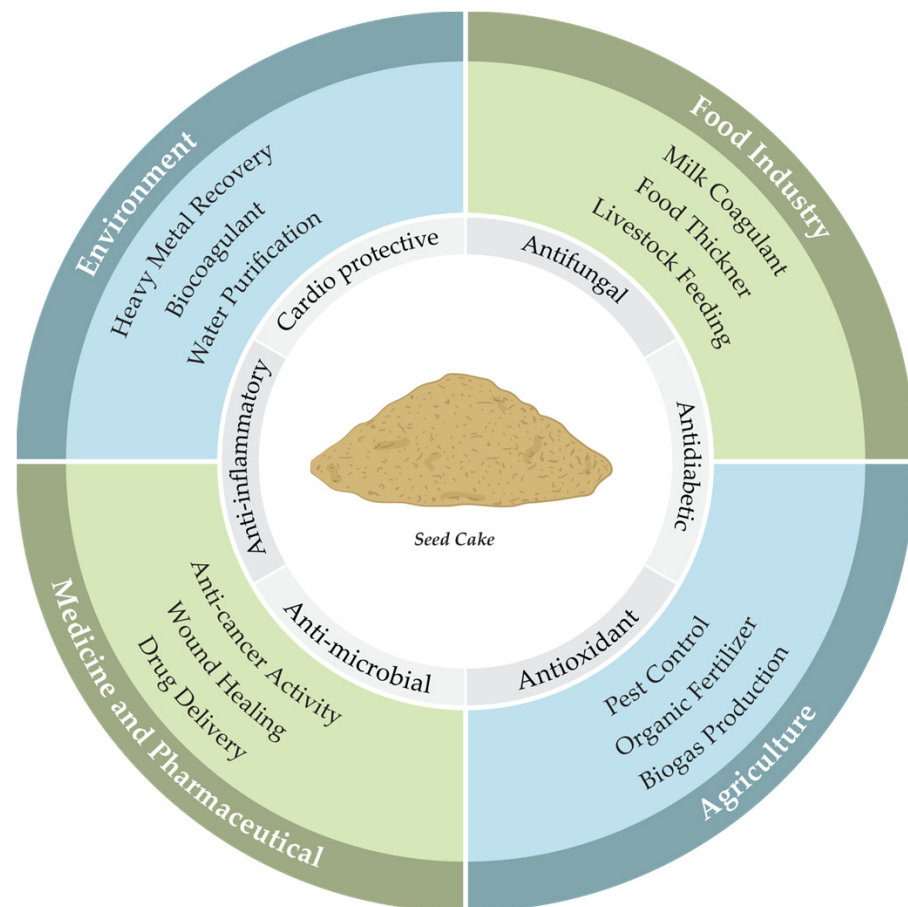 Environment
Heavy Metal Recovery
Biocoagulant
Water Purification
Food Industry
Milk Coagulant
Food Thickner
Livestock Feeding
Cardio protective
Antifungal
Antidiabetic
Antioxidant
Anti-microbial
Anti-inflammatory
Seed Cake
Medicine and Pharmaceutical
Anti-cancer Activity
Wound Healing
Drug Delivery
Agriculture
Pest Control
Organic Fertilizer
Biogas Production